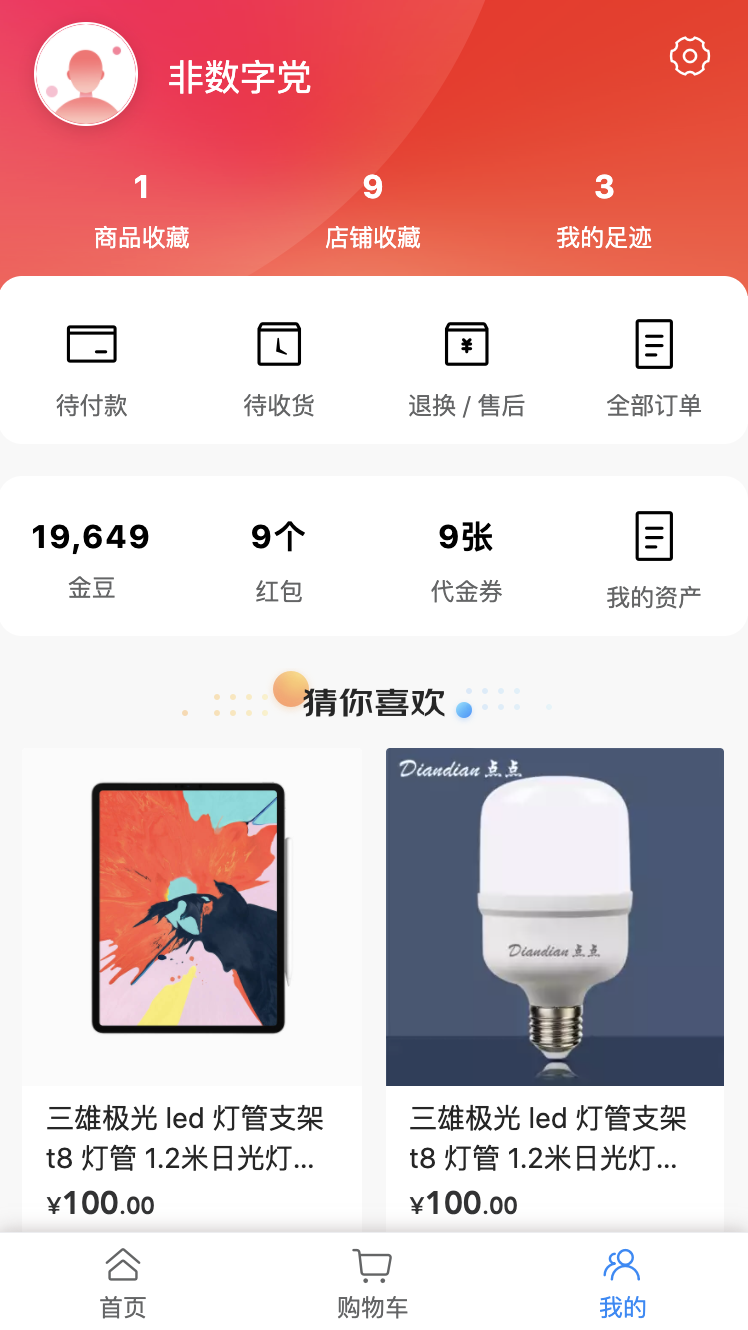 非数字党
1 9 3
商品收藏 店铺收藏 我的足迹
¥
待付款 待收货 退换 / 售后 全部订单
19,649 9个 9张
金豆 红包 代金券 我的资产
猜你喜欢
Diandian 点点
Diandian 点点
三雄极光 led 灯管支架
t8 灯管 1.2米日光灯...
¥100.00
三雄极光 led 灯管支架
t8 灯管 1.2米日光灯...
¥100.00
首页 购物车 我的